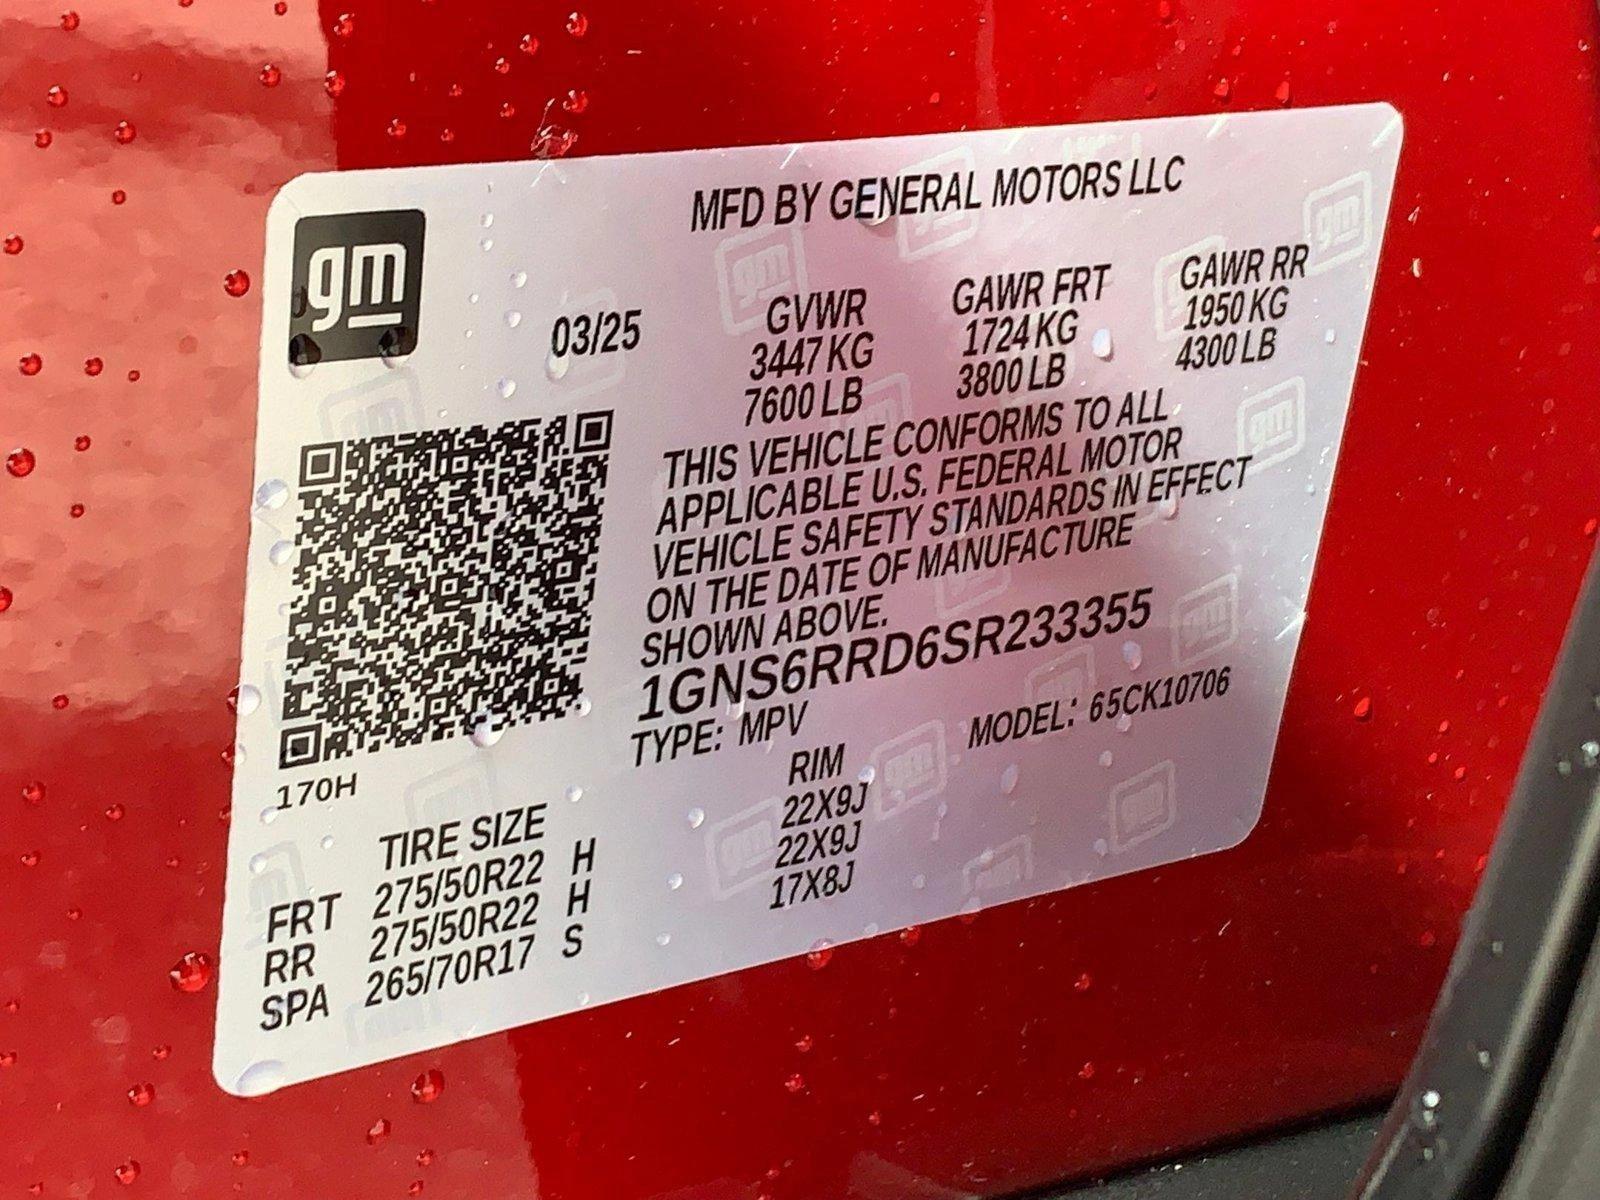 gm
MFD BY GENERAL MOTORS LLC
03/25
GVWR GAWR FRT GAWR RR
3447 KG 1724 KG 1950 KG
7600 LB 3800 LB 4300 LB
THIS VEHICLE CONFORMS TO ALL
APPLICABLE U.S. FEDERAL MOTOR
VEHICLE SAFETY STANDARDS IN EFFECT
ON THE DATE OF MANUFACTURE
SHOWN ABOVE.
1GNS6RRD6SR233355
TYPE: MPV MODEL: 65CK10706
170H
TIRE SIZE RIM
FRT 275/50R22 H 22X9J
RR 275/50R22 H 22X9J
SPA 265/70R17 S 17X8J